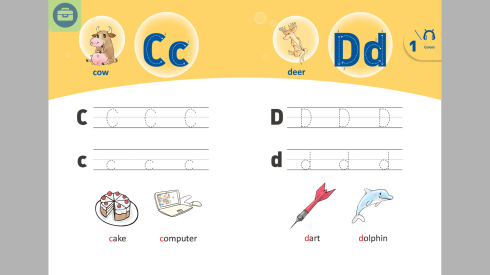 Cc
cow
Dd
deer
1
C
C C C
D
D D D
c
c c c
d
d d d
cake
computer
dart
dolphin